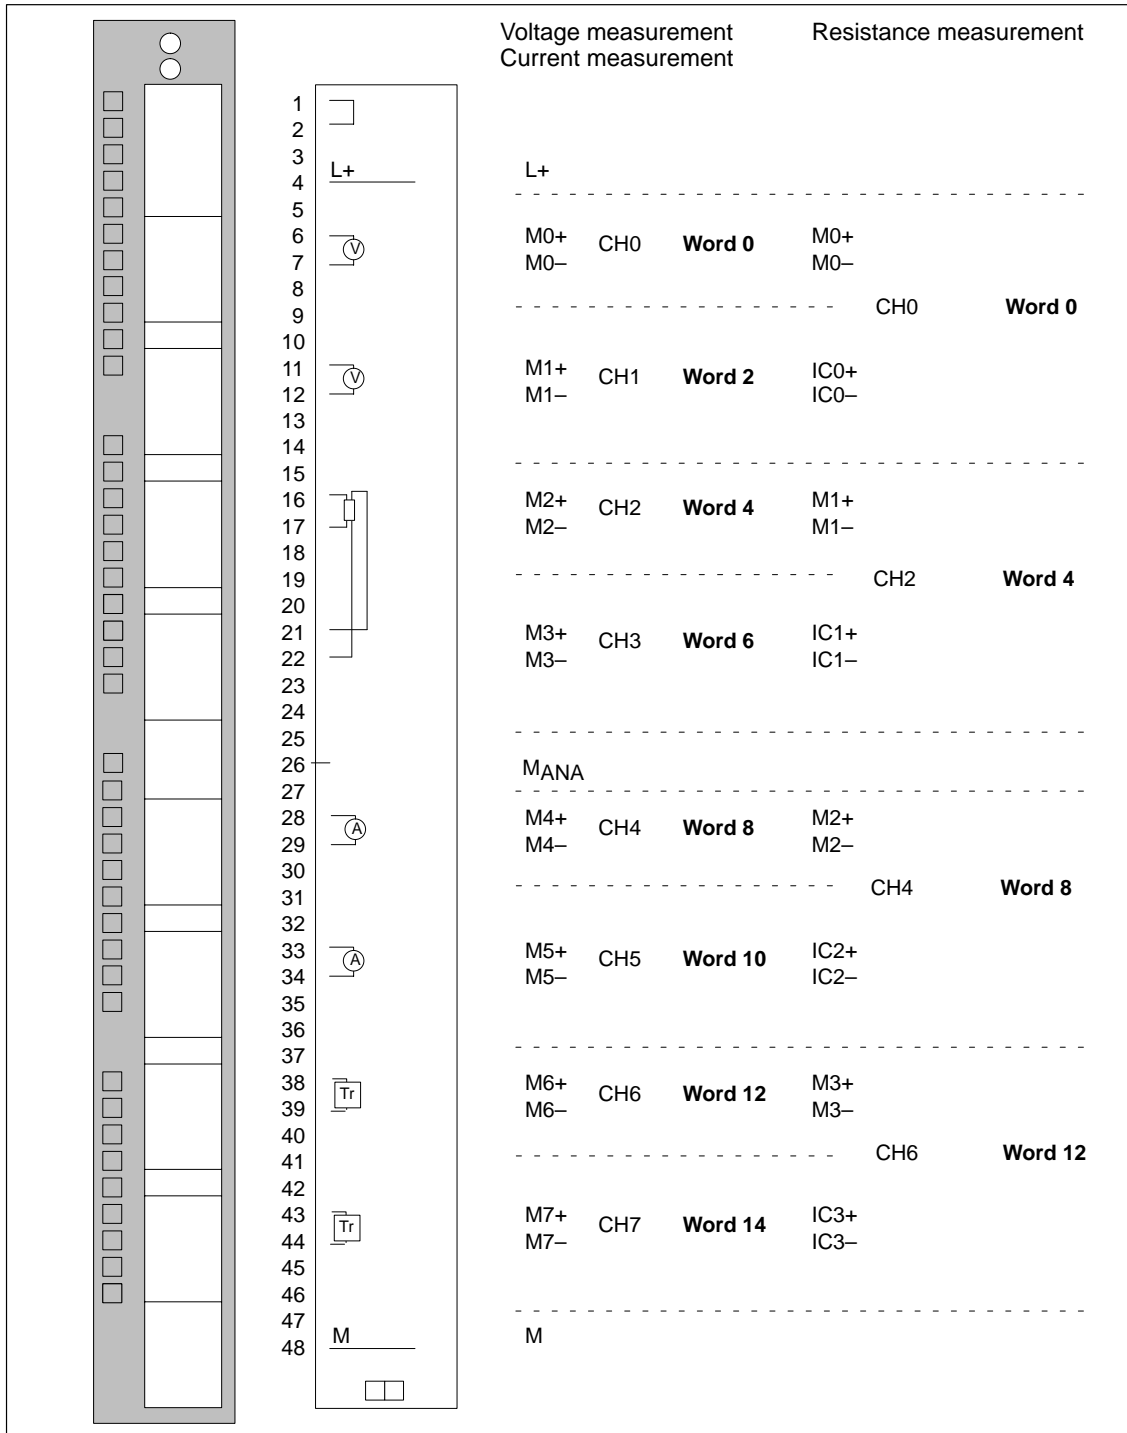 Voltage measurement Resistance measurement
Current measurement
1
2
3
L+ L+
4
5
6 M0+ CH0 Word 0 M0+
V
7 M0– M0–
8
9 CH0 Word 0
10
11 M1+ CH1 Word 2 IC0+
V
12 M1– IC0–
13
14
15
16 M2+ CH2 Word 4 M1+
17 M2– M1–
18
19 CH2 Word 4
20
21 M3+ CH3 Word 6 IC1+
22 M3– IC1–
23
24
25
26 MANA
27
28 M4+ CH4 Word 8 M2+
A
29 M4– M2–
30
31 CH4 Word 8
32
33 M5+ CH5 Word 10 IC2+
A
34 M5– IC2–
35
36
37
38 M6+ CH6 Word 12 M3+
Tr
39 M6– M3–
40
41 CH6 Word 12
42
43 M7+ CH7 Word 14 IC3+
Tr
44 M7– IC3–
45
46
47
M M
48